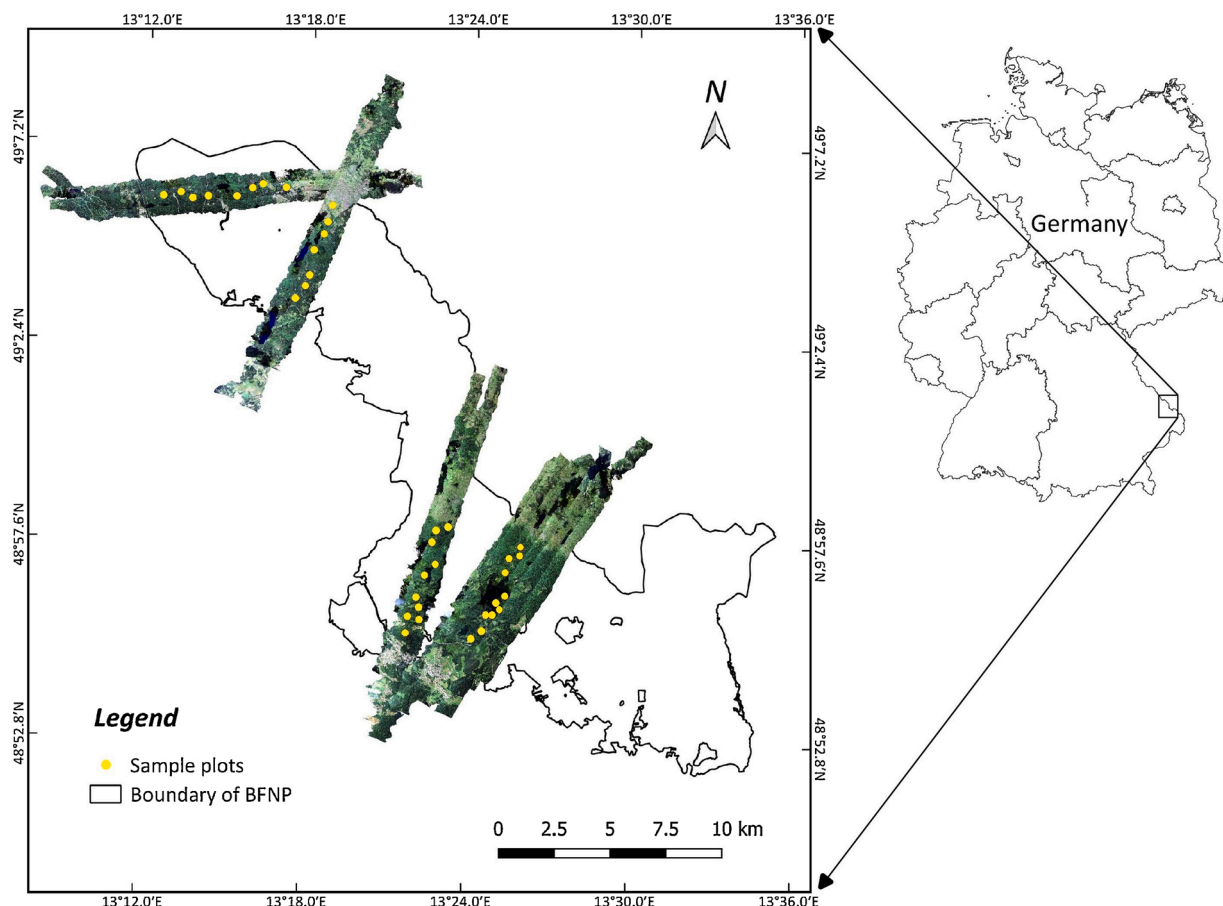 13°12.0′E 13°18.0′E 13°24.0′E 13°30.0′E 13°36.0′E
N
49°7.2′N
49°7.2′N
Germany
49°2.4′N
49°2.4′N
48°57.6′N
48°57.6′N
Legend
48°52.8′N
48°52.8′N
Sample plots
Boundary of BFNP
0 2.5 5 7.5 10 km
13°12.0′E 13°18.0′E 13°24.0′E 13°30.0′E 13°36.0′E